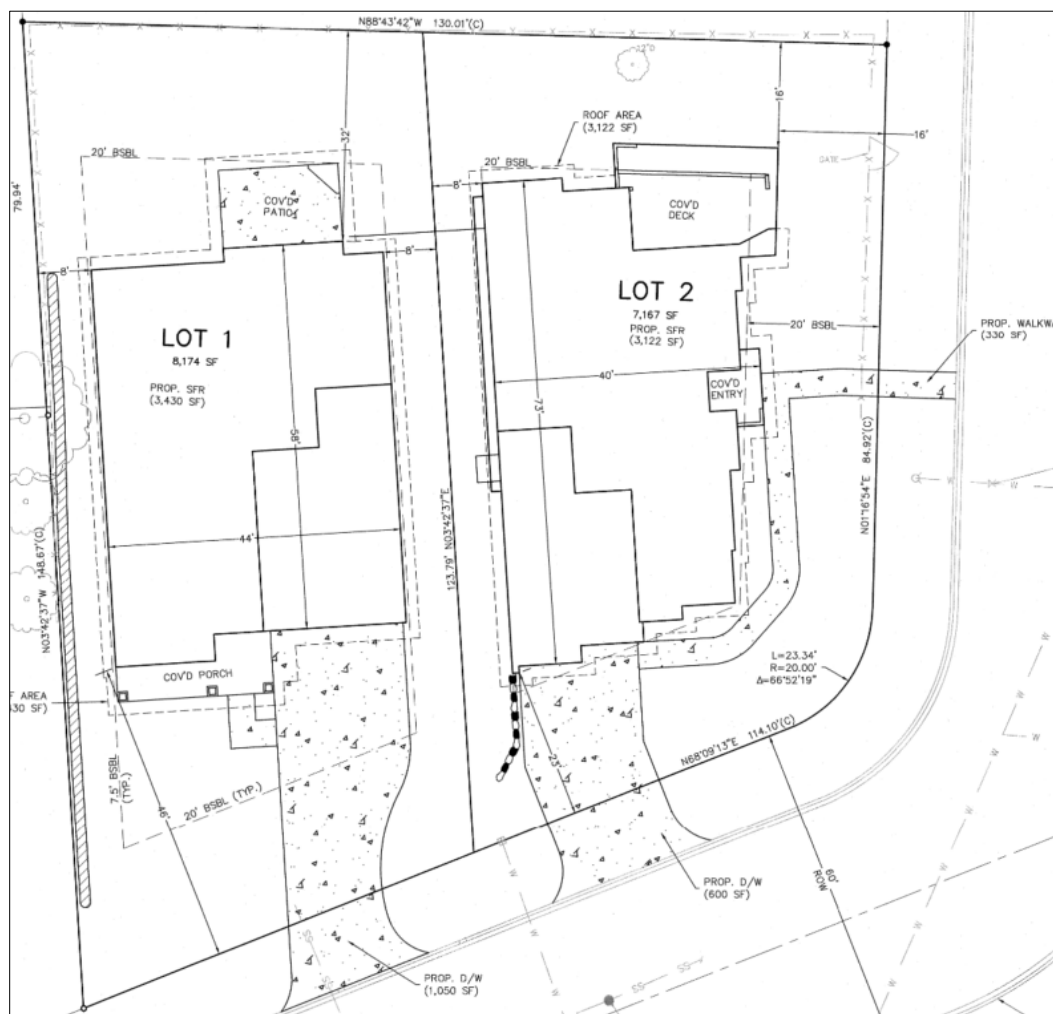 N88°43'42"W 130.01'(C)
22"D
ROOF AREA
(3,122 SF)
16'
32'
16'
20' BSBL
20' BSBL
GATE
79.94'
8'
COV'D
PATIO
COV'D
DECK
8'
8'
LOT 2
7,167 SF
PROP. SFR
(3,122 SF)
LOT 1
8,174 SF
20' BSBL
(330 SF)
PROP. SFR
(3,430 SF)
40'
COV'D
ENTRY
73'
58'
N01°16'54"E 84.92'(C)
W
W
44'
123.79' N03°42'37"E
N03°42'37"W 148.67'(C)
L=23.34'
R=20.00'
Δ=66°52'19"
COV'D PORCH
W
W
N68°09'13"E 114.10'(C)
7.5' BSBL
(TYP.)
20' BSBL (TYP.)
23'
46'
W
W
W
60'
ROW
PROP. D/W
(600 SF)
W
W
W
SS
SS
PROP. D/W
(1,050 SF)
SS
SS
W
W